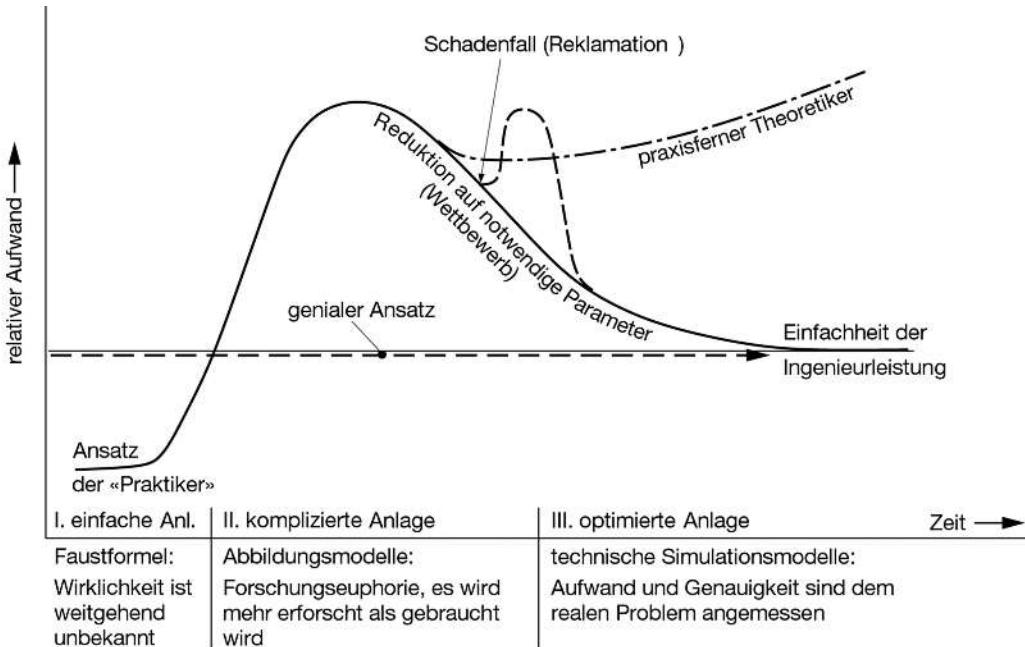 Schadenfall (Reklamation )
praxisferner Theoretiker
Reduktion auf notwendige Parameter
(Wettbewerb)
relativer Aufwand
genialer Ansatz
Einfachheit der
Ingenieurleistung
Ansatz
der «Praktiker»
I. einfache Anl.
II. komplizierte Anlage
III. optimierte Anlage
Zeit
Faustformel:
Wirklichkeit ist
weitgehend
unbekannt
Abbildungsmodelle:
Forschungseuphorie, es wird
mehr erforscht als gebraucht
wird
technische Simulationsmodelle:
Aufwand und Genauigkeit sind dem
realen Problem angemessen